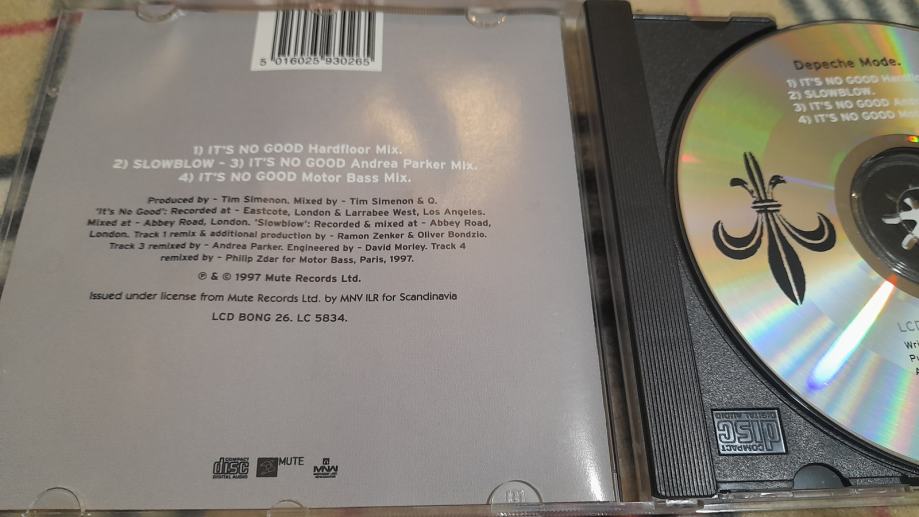 5 016025 930265
1) IT'S NO GOOD Hardfloor Mix.
2) SLOWBLOW - 3) IT'S NO GOOD Andrea Parker Mix.
4) IT'S NO GOOD Motor Bass Mix.
Produced by - Tim Simenon. Mixed by - Tim Simenon & Q.
'It's No Good': Recorded at - Eastcote, London & Larrabee West, Los Angeles.
Mixed at - Abbey Road, London. 'Slowblow': Recorded & mixed at - Abbey Road,
London. Track 1 remix & additional production by - Ramon Zenker & Oliver Bondzio.
Track 3 remixed by - Andrea Parker. Engineered by - David Morley. Track 4
remixed by - Philip Zdar for Motor Bass, Paris, 1997.
℗ & © 1997 Mute Records Ltd.
Issued under license from Mute Records Ltd. by MNW ILR for Scandinavia
LCD BONG 26. LC 5834.
COMPACT disc DIGITAL AUDIO
MUTE
MNW
Depeche Mode.
1) IT'S NO GOOD Hardfl
2) SLOWBLOW.
3) IT'S NO GOOD And
4) IT'S NO GOOD Mo
LCD
Wri
COMPACT disc DIGITAL AUDIO